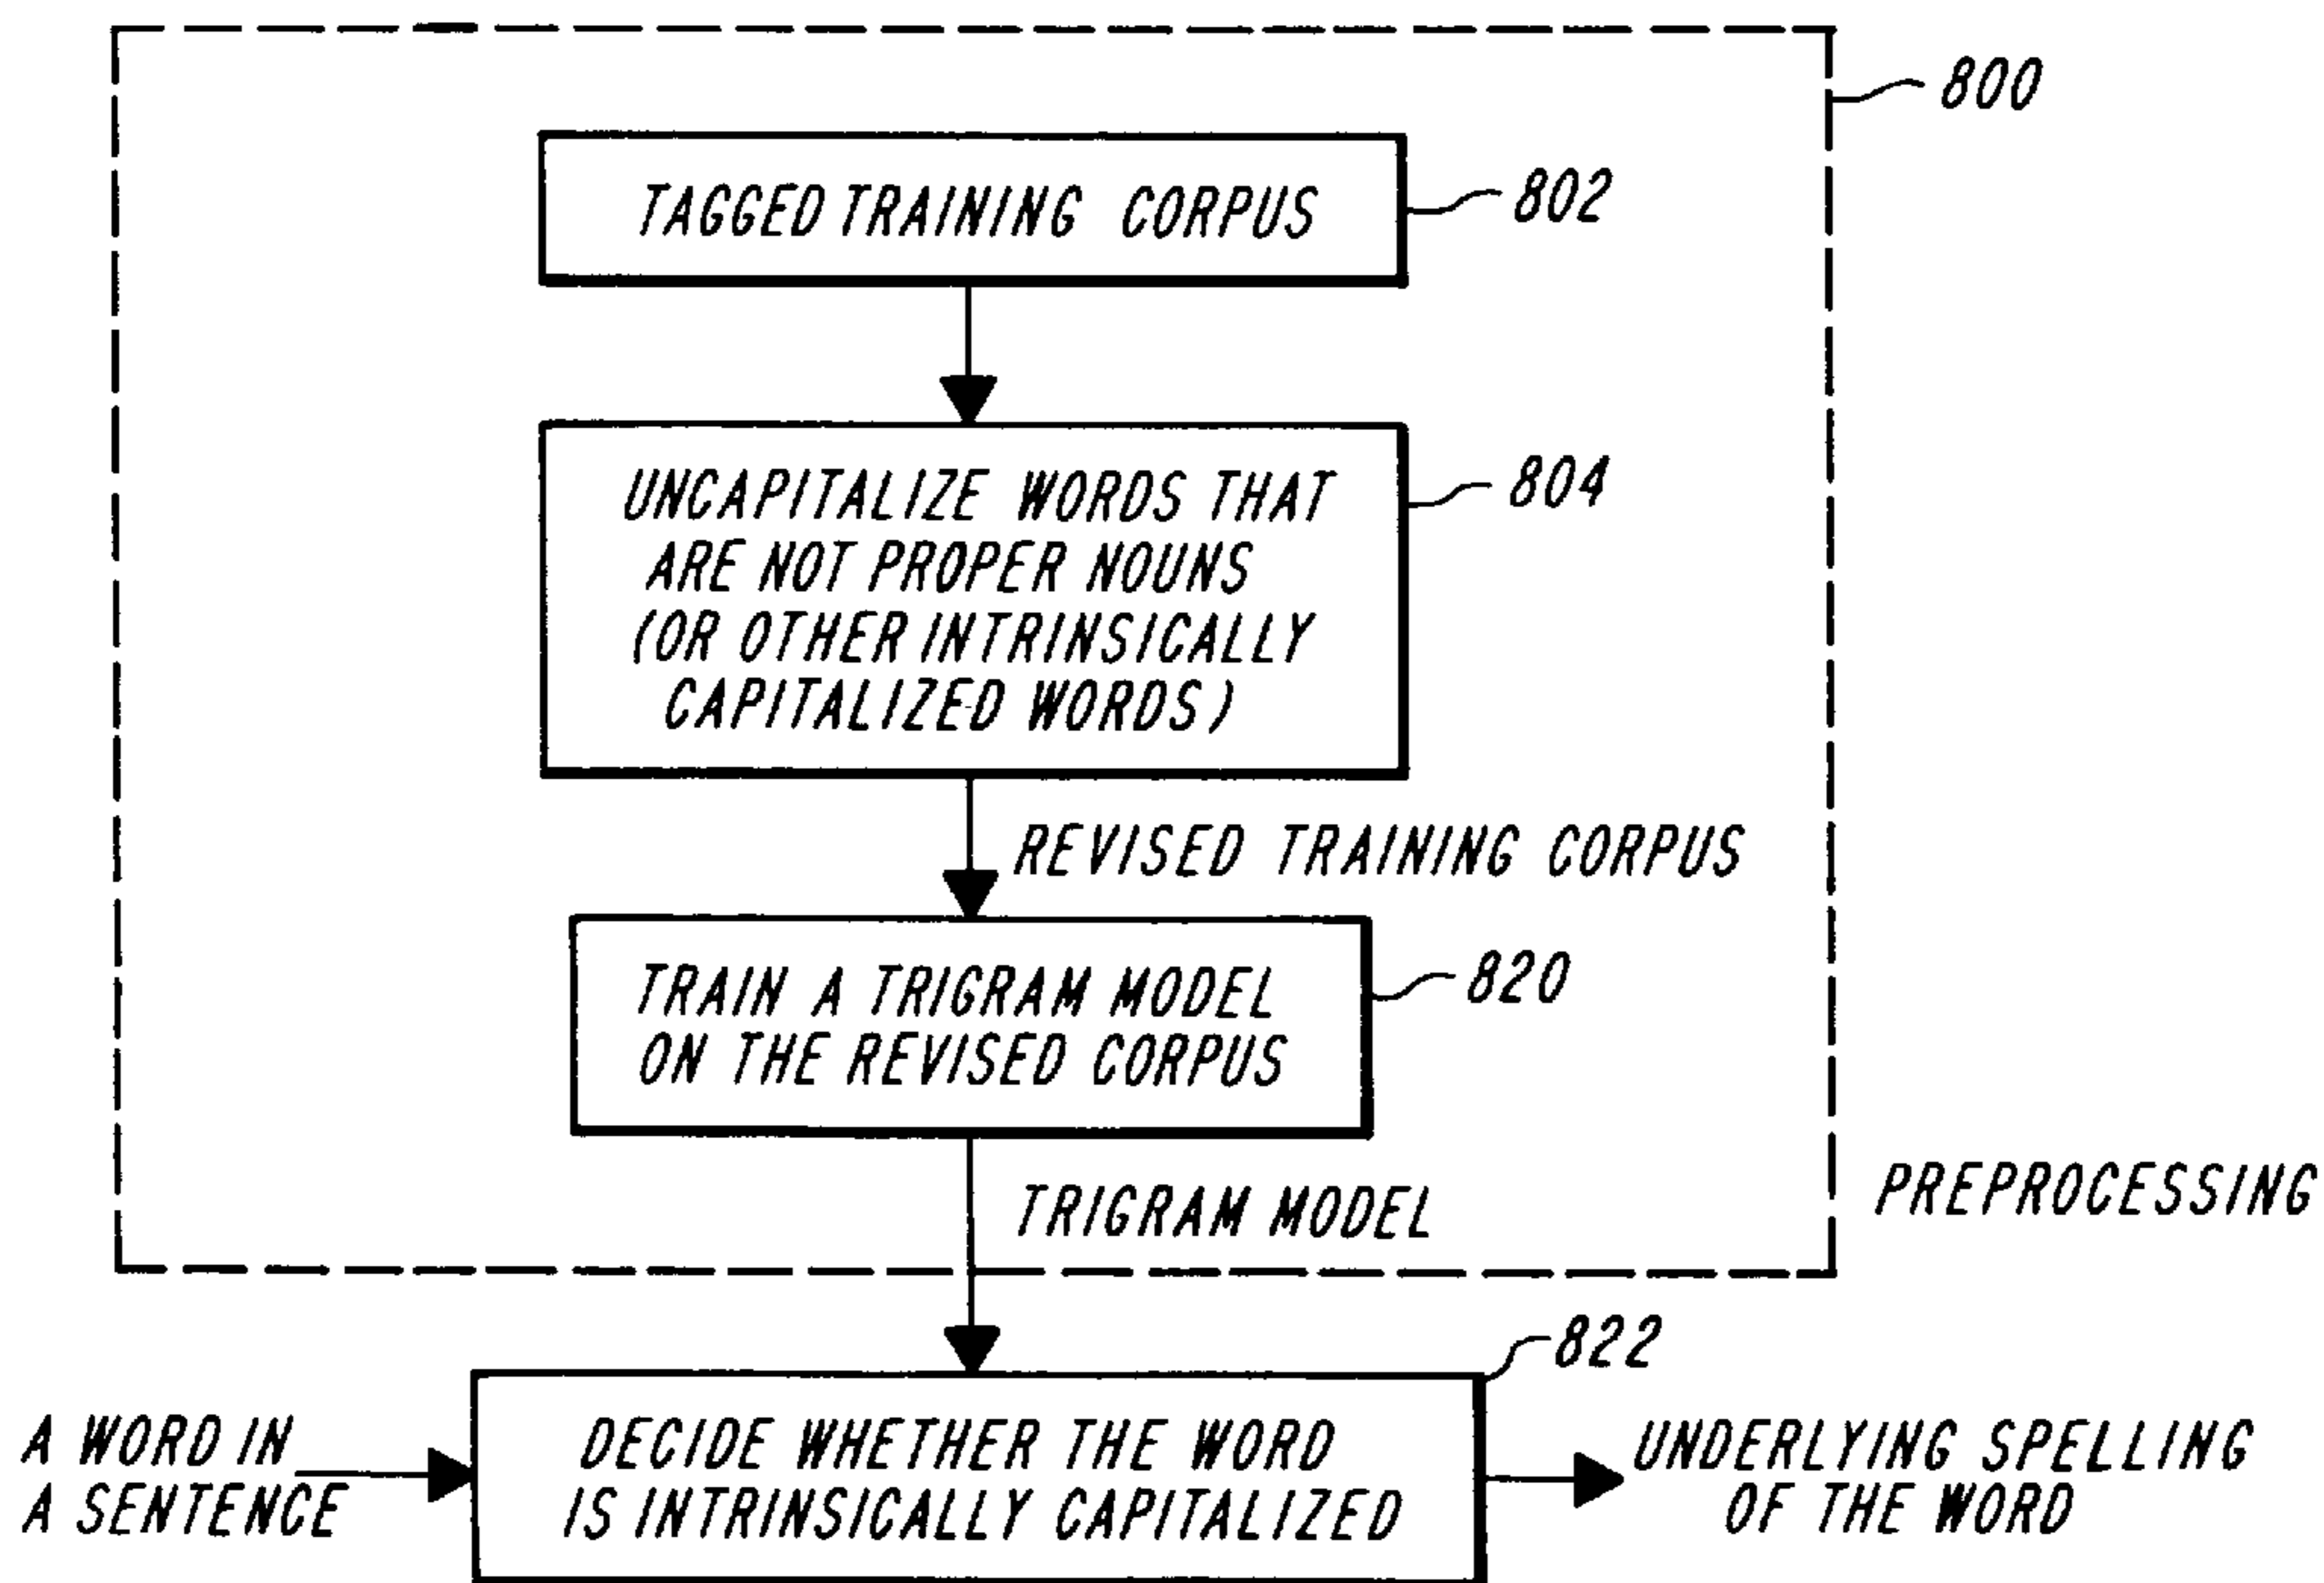 800
TAGGED TRAINING CORPUS
802
UNCAPITALIZE WORDS THAT
ARE NOT PROPER NOUNS
(OR OTHER INTRINSICALLY
CAPITALIZED WORDS)
804
REVISED TRAINING CORPUS
TRAIN A TRIGRAM MODEL
ON THE REVISED CORPUS
820
TRIGRAM MODEL
PREPROCESSING
822
A WORD IN
A SENTENCE
DECIDE WHETHER THE WORD
IS INTRINSICALLY CAPITALIZED
UNDERLYING SPELLING
OF THE WORD